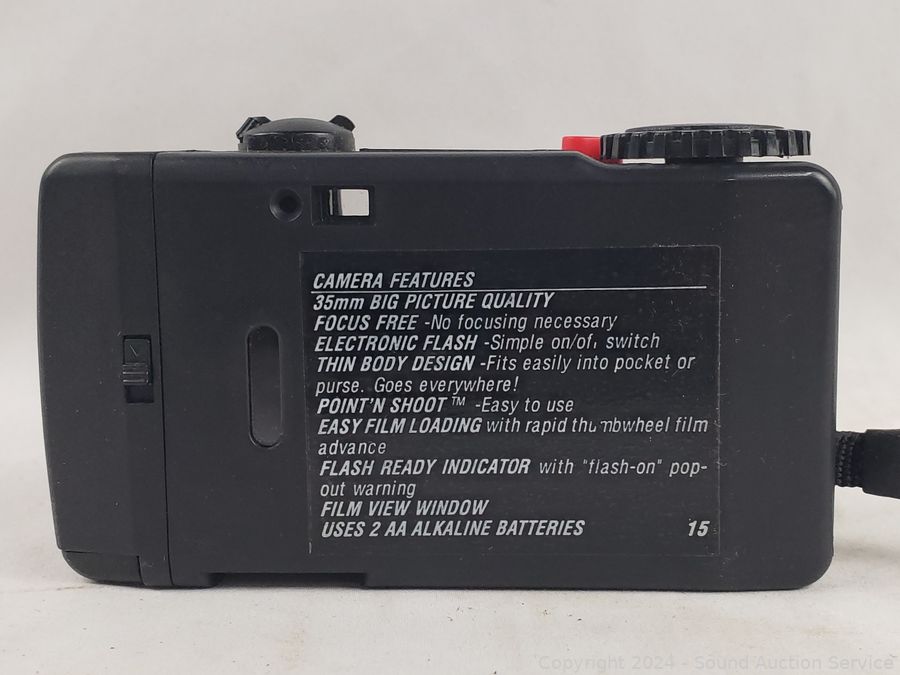 CAMERA FEATURES
35mm BIG PICTURE QUALITY
FOCUS FREE -No focusing necessary
ELECTRONIC FLASH -Simple on/off switch
THIN BODY DESIGN -Fits easily into pocket or
purse. Goes everywhere!
POINT'N SHOOT™ -Easy to use
EASY FILM LOADING with rapid thumbwheel film
advance
FLASH READY INDICATOR with "flash-on" pop-
out warning
FILM VIEW WINDOW
USES 2 AA ALKALINE BATTERIES 15
Copyright 2024 - Sound Auction Service